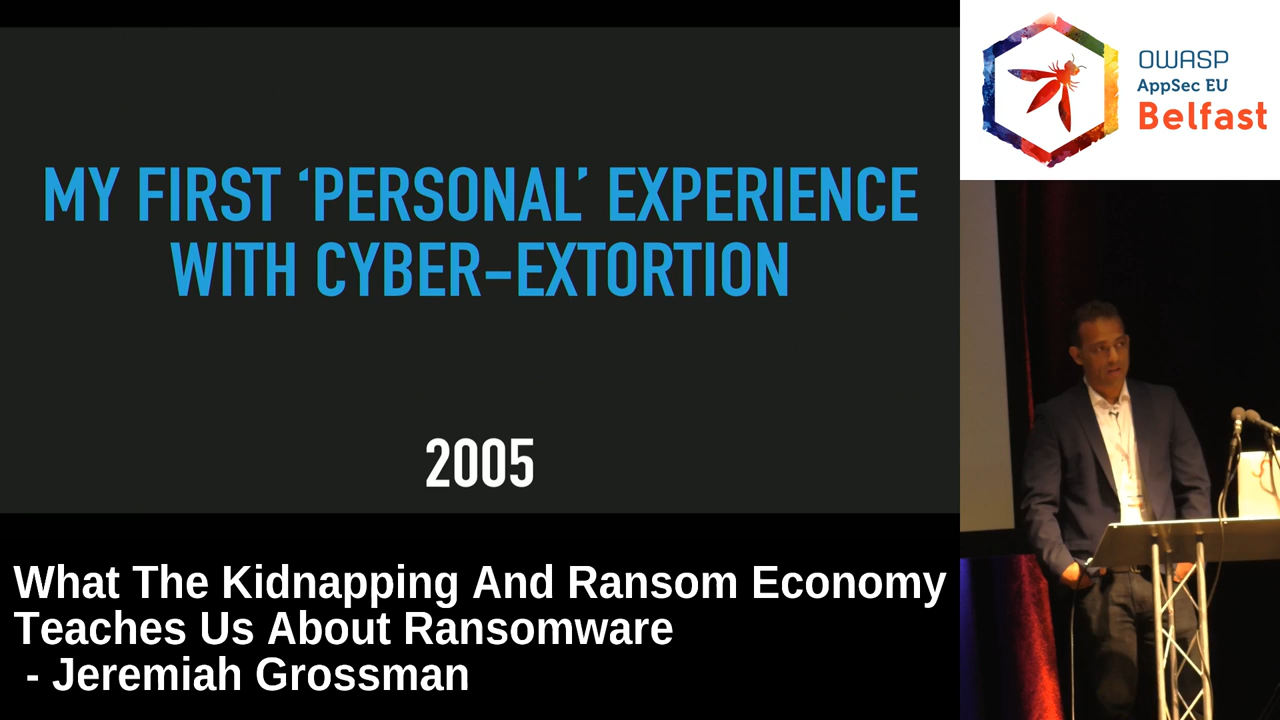 MY FIRST ‘PERSONAL’ EXPERIENCE
WITH CYBER-EXTORTION
2005
OWASP
AppSec EU
Belfast
What The Kidnapping And Ransom Economy
Teaches Us About Ransomware
- Jeremiah Grossman